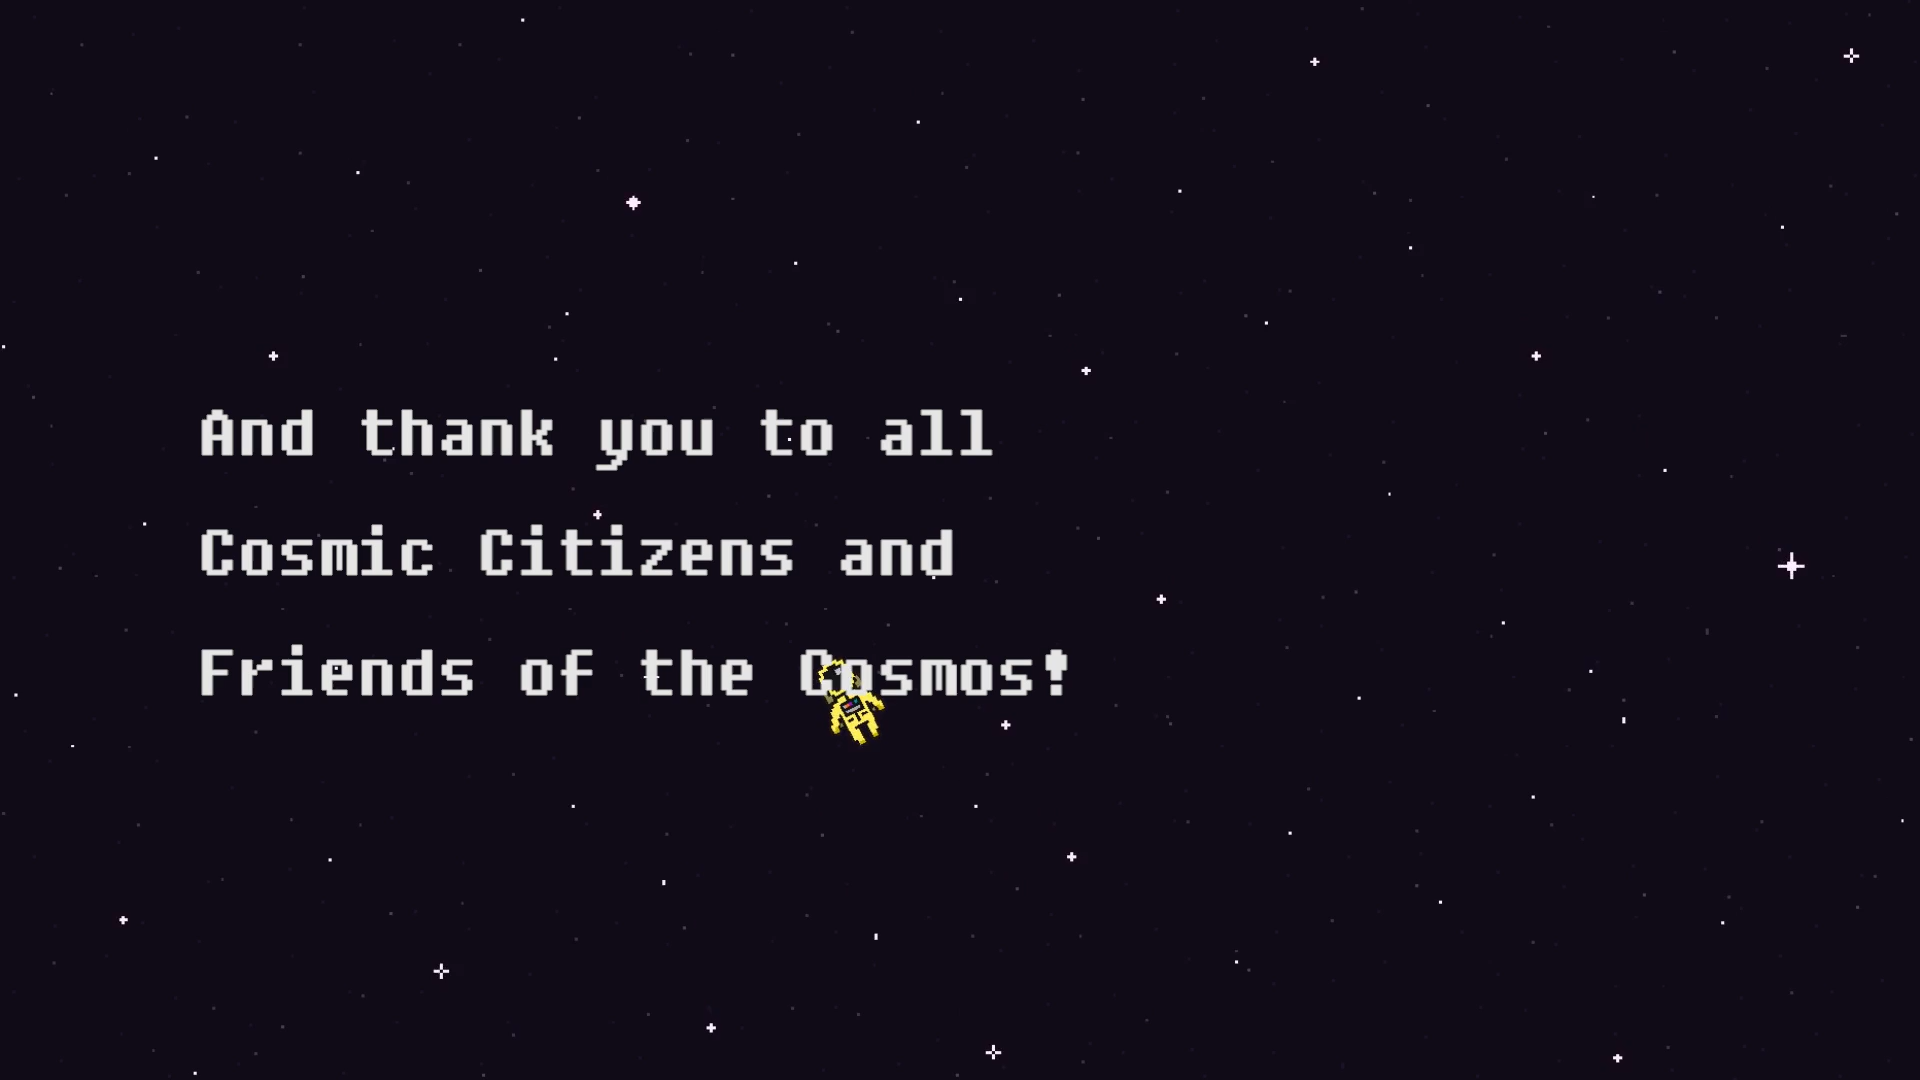 And thank you to all
Cosmic Citizens and
Friends of the Cosmos!